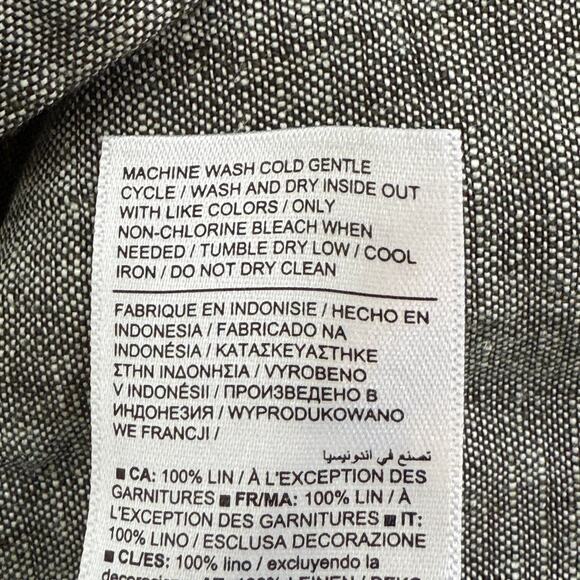 MACHINE WASH COLD GENTLE
CYCLE / WASH AND DRY INSIDE OUT
WITH LIKE COLORS / ONLY
NON-CHLORINE BLEACH WHEN
NEEDED / TUMBLE DRY LOW / COOL
IRON / DO NOT DRY CLEAN
FABRIQUE EN INDONISIE / HECHO EN
INDONESIA / FABRICADO NA
INDONÉSIA / ΚΑΤΑΣΚΕΥΑΣΤΗΚΕ
ΣΤΗΝ ΙΝΔΟΝΗΣΙΑ / VYROBENO
V INDONÉSII / ПРОИЗВЕДЕНО В
ИНДОНЕЗИЯ / WYPRODUKOWANO
WE FRANCJI /
تصنع في أندونيسيا
■ CA: 100% LIN / À L'EXCEPTION DES
GARNITURES ■ FR/MA: 100% LIN / À
L'EXCEPTION DES GARNITURES ■ IT:
100% LINO / ESCLUSA DECORAZIONE
■ CL/ES: 100% lino / excluyendo la